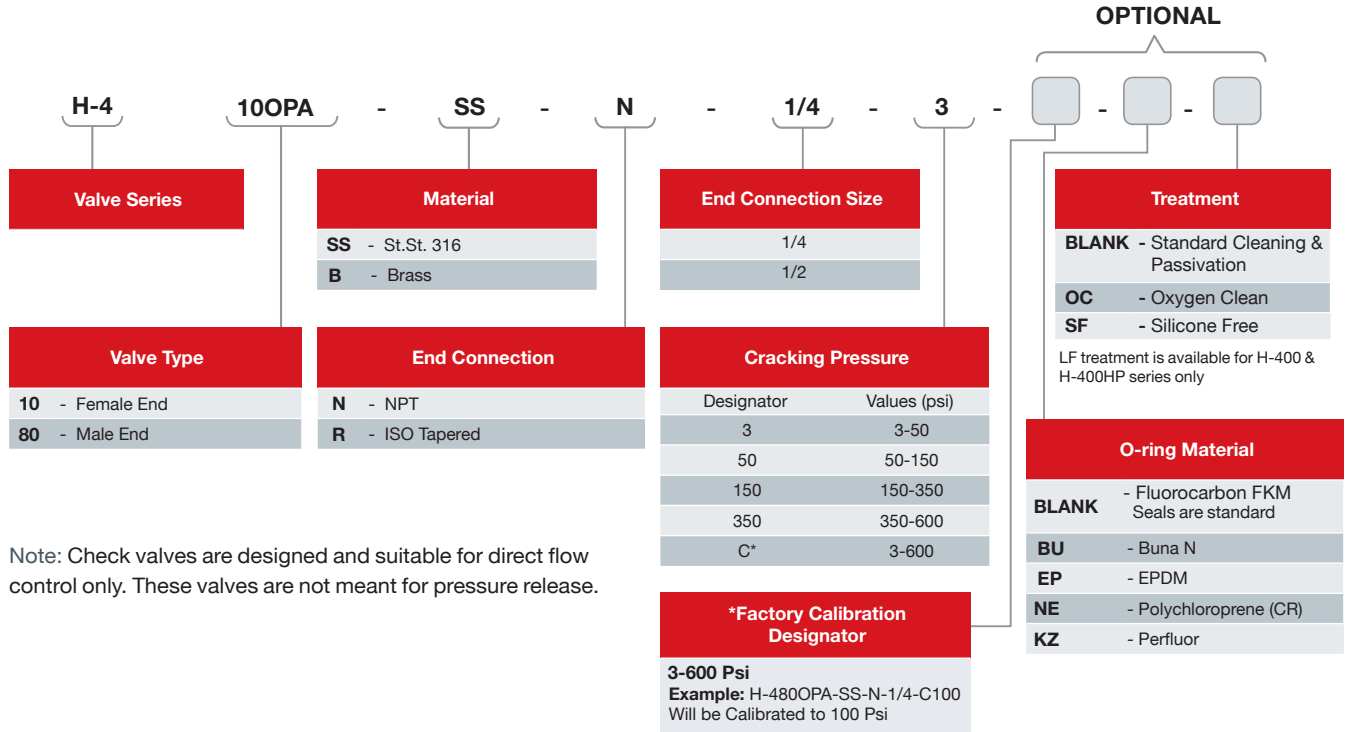 OPTIONAL
H-4 10OPA - SS - N - 1/4 - 3 - - -
Valve Series
Material
SS - St.St. 316
B - Brass
End Connection Size
1/4
1/2
Treatment
BLANK - Standard Cleaning &
Passivation
OC - Oxygen Clean
SF - Silicone Free
LF treatment is available for H-400 &
H-400HP series only
Valve Type
10 - Female End
80 - Male End
End Connection
N - NPT
R - ISO Tapered
Cracking Pressure
Designator Values (psi)
3 3-50
50 50-150
150 150-350
350 350-600
C* 3-600
O-ring Material
BLANK - Fluorocarbon FKM
Seals are standard
BU - Buna N
EP - EPDM
NE - Polychloroprene (CR)
KZ - Perfluor
Note: Check valves are designed and suitable for direct flow
control only. These valves are not meant for pressure release.
*Factory Calibration
Designator
3-600 Psi
Example: H-480OPA-SS-N-1/4-C100
Will be Calibrated to 100 Psi